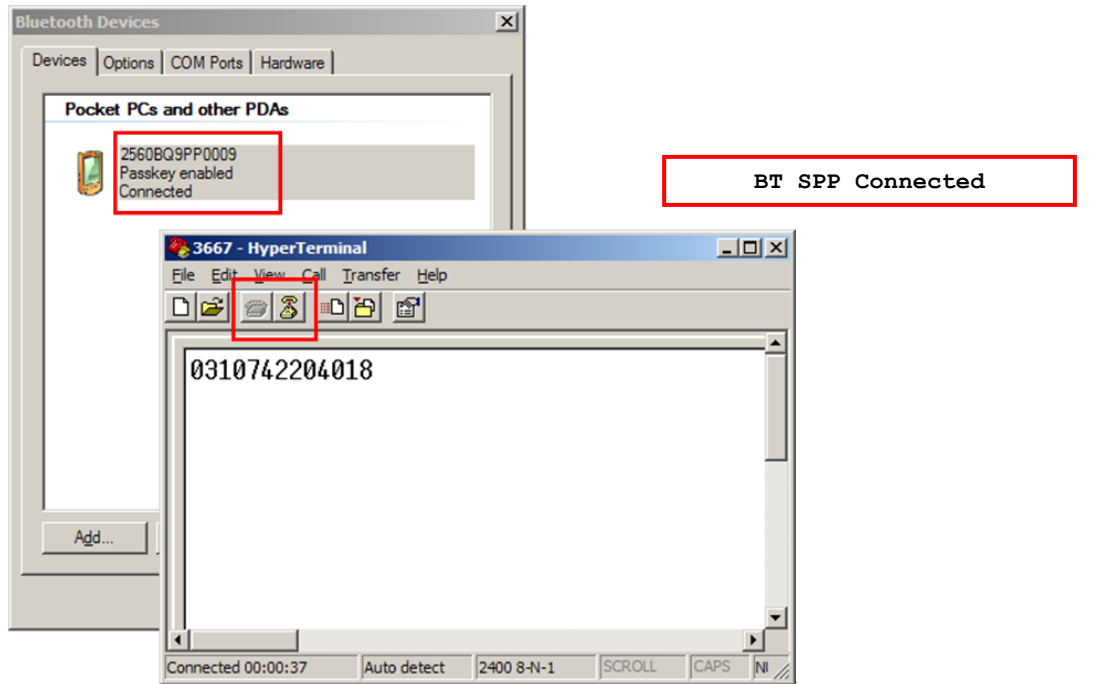 Bluetooth Devices
Devices Options COM Ports Hardware
Pocket PCs and other PDAs
2560BQ9PP0009
Passkey enabled
Connected
BT SPP Connected
3667 - HyperTerminal
File Edit View Call Transfer Help
0310742204018
Add...
Connected 00:00:37 Auto detect 2400 8-N-1 SCROLL CAPS